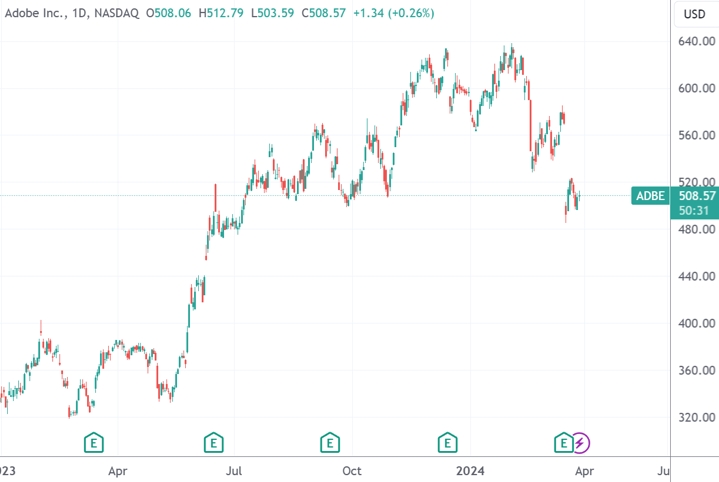 Adobe Inc., 1D, NASDAQ O508.06 H512.79 L503.59 C508.57 +1.34 (+0.26%)
USD
640.00
600.00
560.00
520.00
ADBE 508.57
50:31
480.00
440.00
400.00
360.00
320.00
E E E E E
023 Apr Jul Oct 2024 Apr Ju